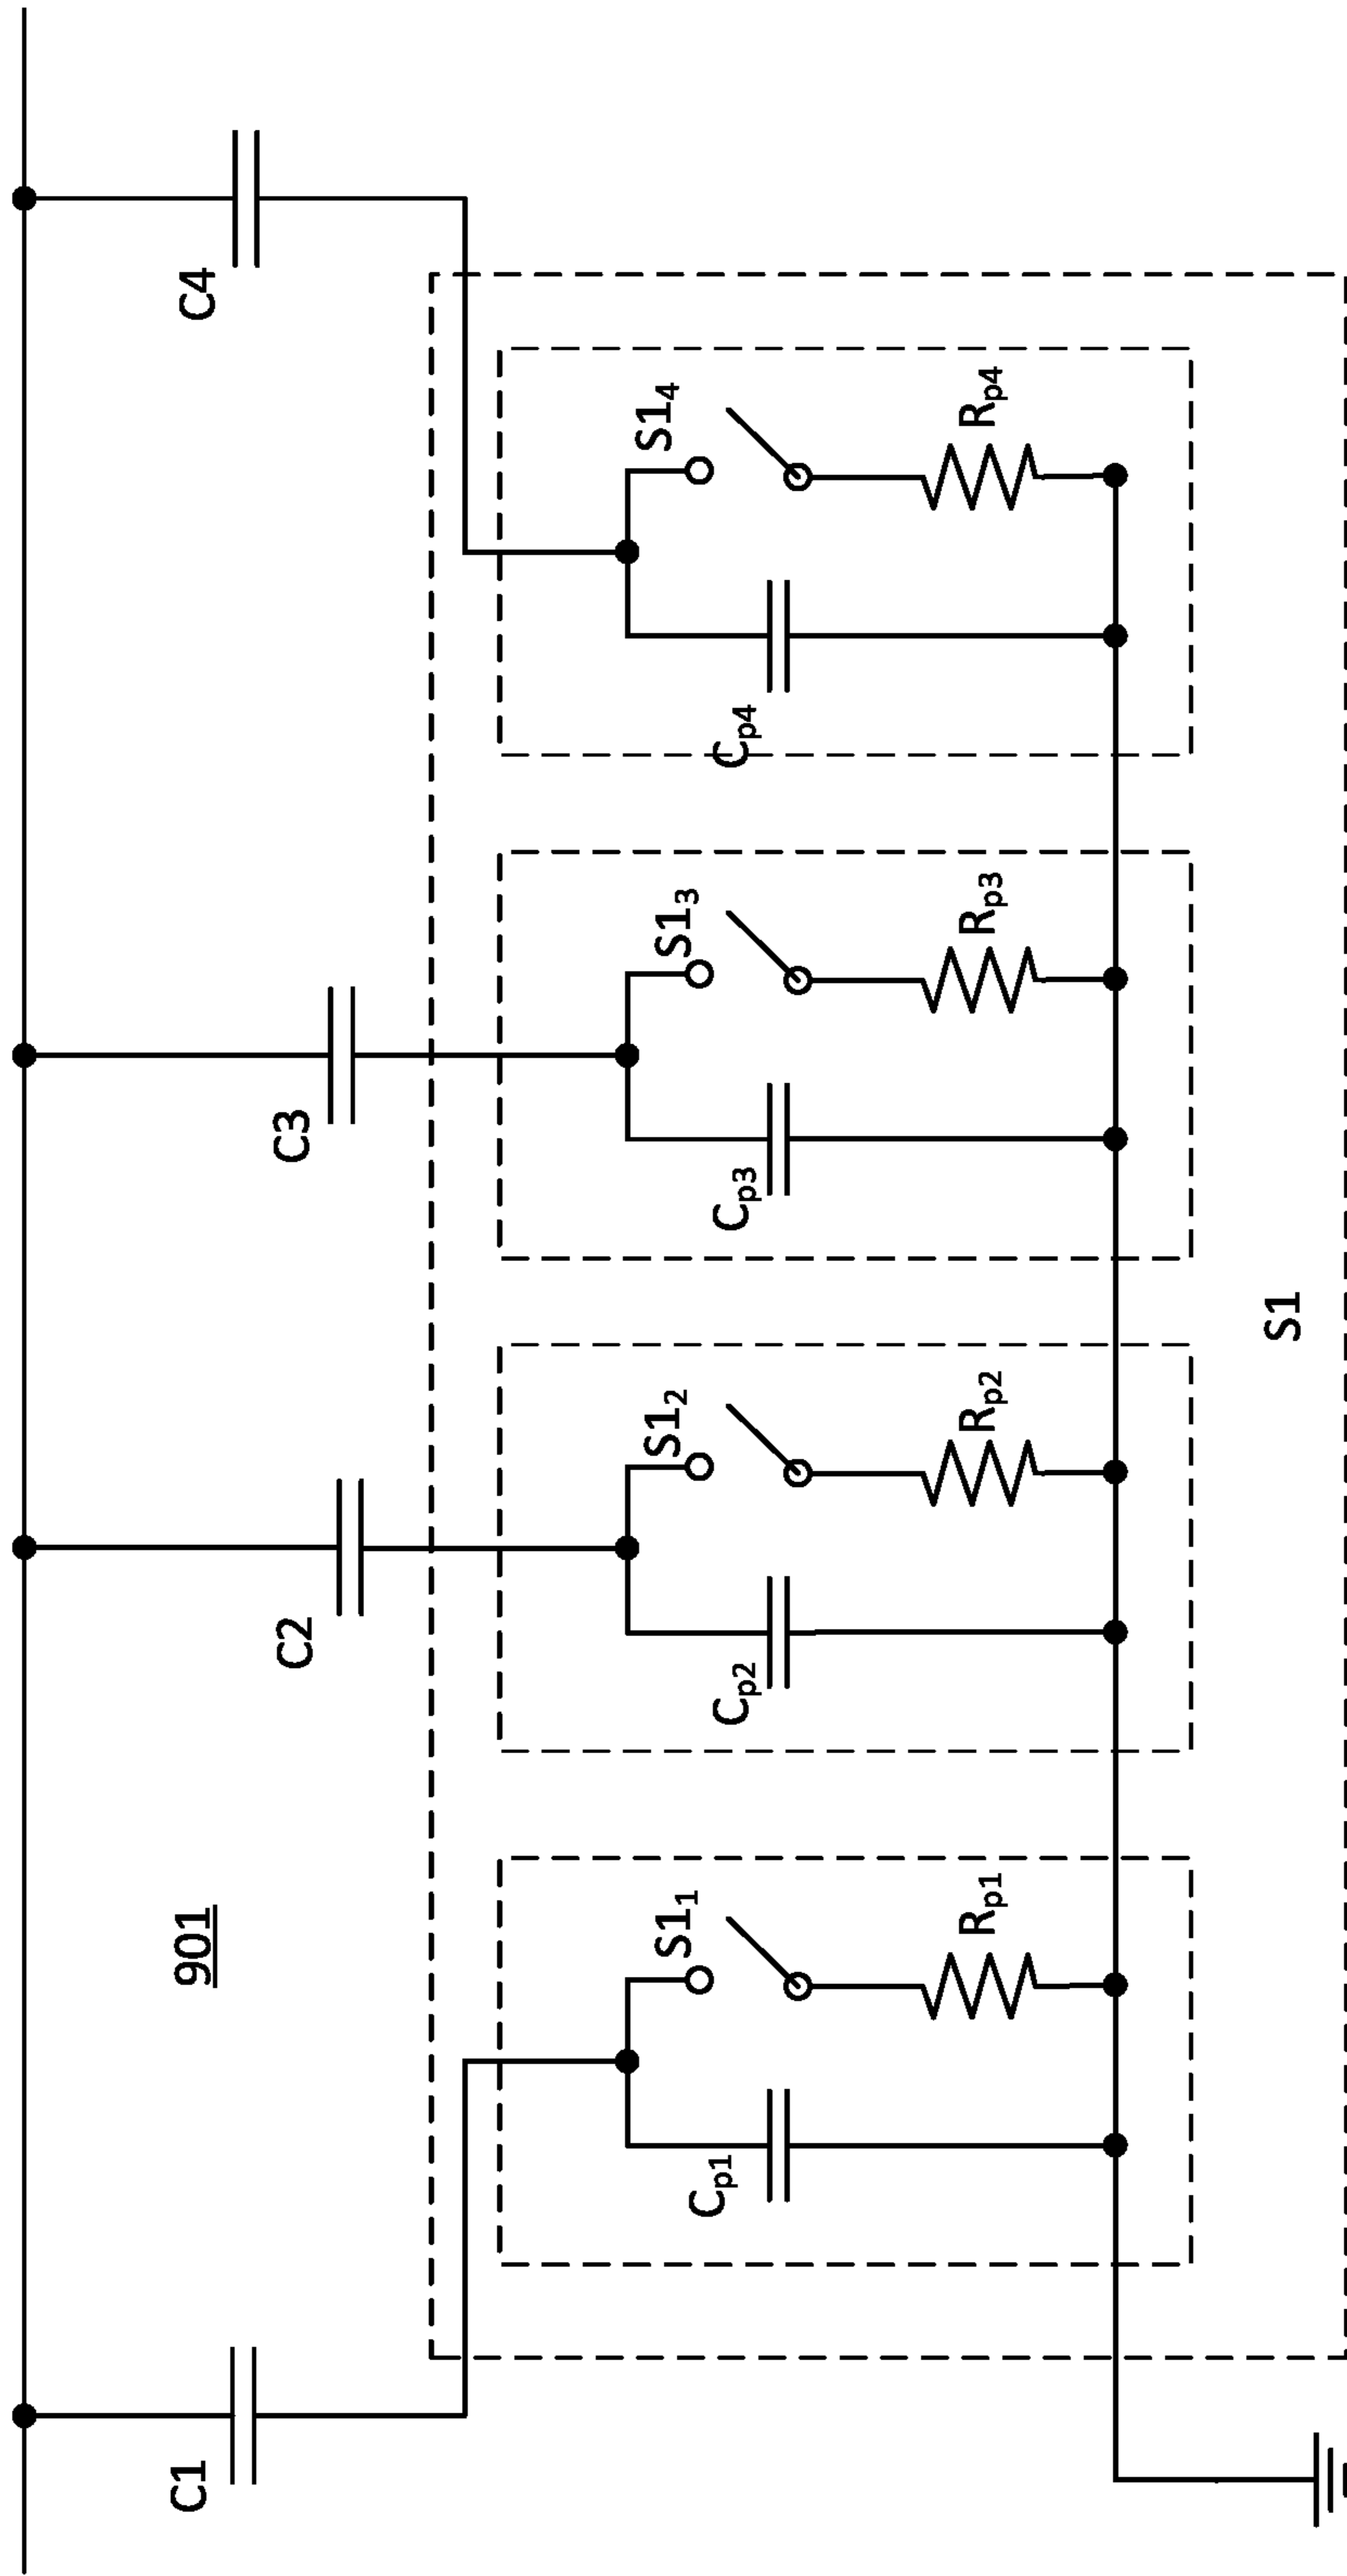 901
C1
C2
C3
C4
S1₁
S1₂
S1₃
S1₄
Cp1
Cp2
Cp3
Cp4
Rp1
Rp2
Rp3
Rp4
S1